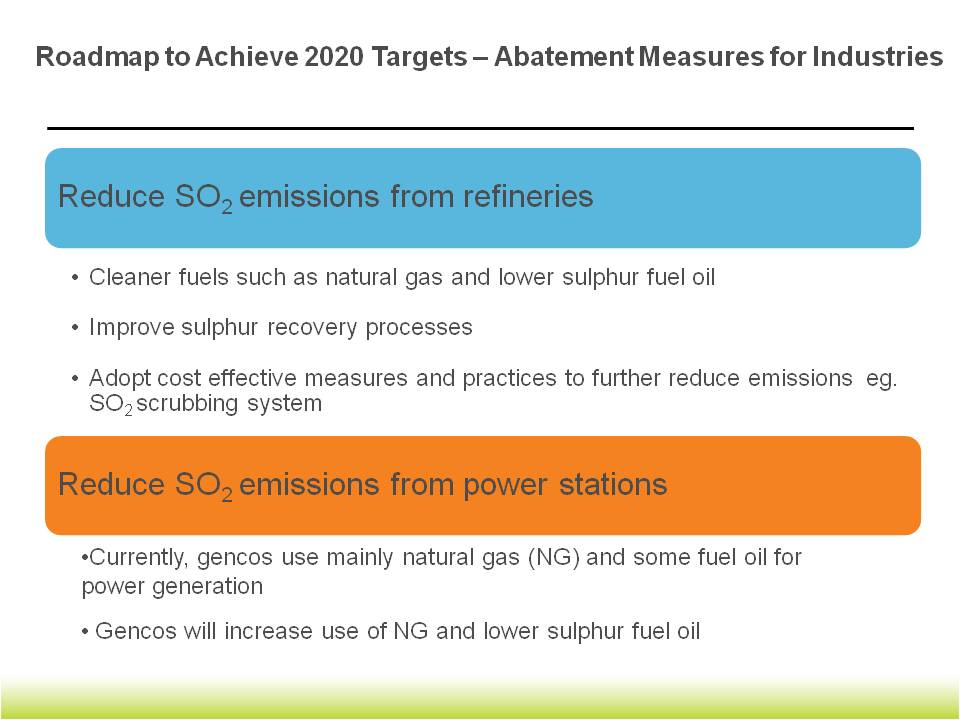 Roadmap to Achieve 2020 Targets – Abatement Measures for Industries
Reduce SO2 emissions from refineries
• Cleaner fuels such as natural gas and lower sulphur fuel oil
• Improve sulphur recovery processes
• Adopt cost effective measures and practices to further reduce emissions eg.
SO2 scrubbing system
Reduce SO2 emissions from power stations
•Currently, gencos use mainly natural gas (NG) and some fuel oil for
power generation
• Gencos will increase use of NG and lower sulphur fuel oil